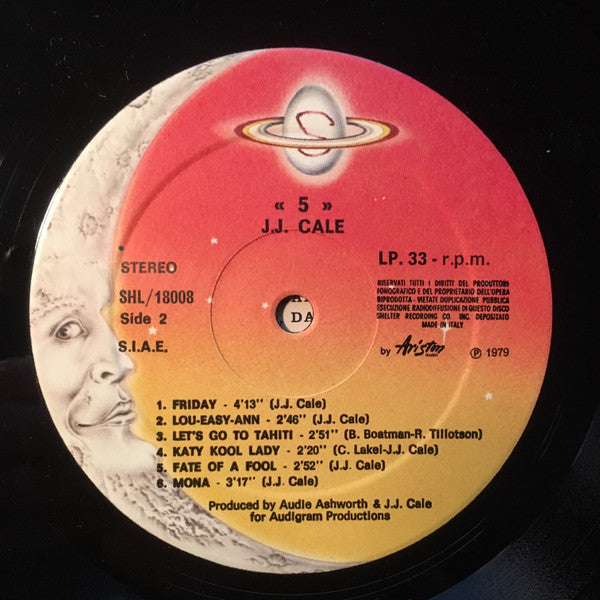 S
« 5 »
J.J. CALE
STEREO
LP. 33 - r.p.m.
SHL/18008
Side 2
S.I.A.E.
RISERVATI TUTTI I DIRITTI DEL PRODUTTORE
FONOGRAFICO E DEL PROPRIETARIO DELL'OPERA
RIPRODOTTA - VIETATE DUPLICAZIONE PUBBLICA
ESECUZIONE RADIODIFFUSIONE DI QUESTO DISCO
SHELTER RECORDING CO. INC. DEPOSITATO
MADE IN ITALY
by Ariston ℗ 1979
DA
1. FRIDAY - 4'13" (J.J. Cale)
2. LOU-EASY-ANN - 2'46" (J.J. Cale)
3. LET'S GO TO TAHITI - 2'51" (B. Boatman-R. Tillotson)
4. KATY KOOL LADY - 2'20" (C. Lakel-J.J. Cale)
5. FATE OF A FOOL - 2'52" (J.J. Cale)
6. MONA - 3'17" (J.J. Cale)
Produced by Audie Ashworth & J.J. Cale
for Audigram Productions